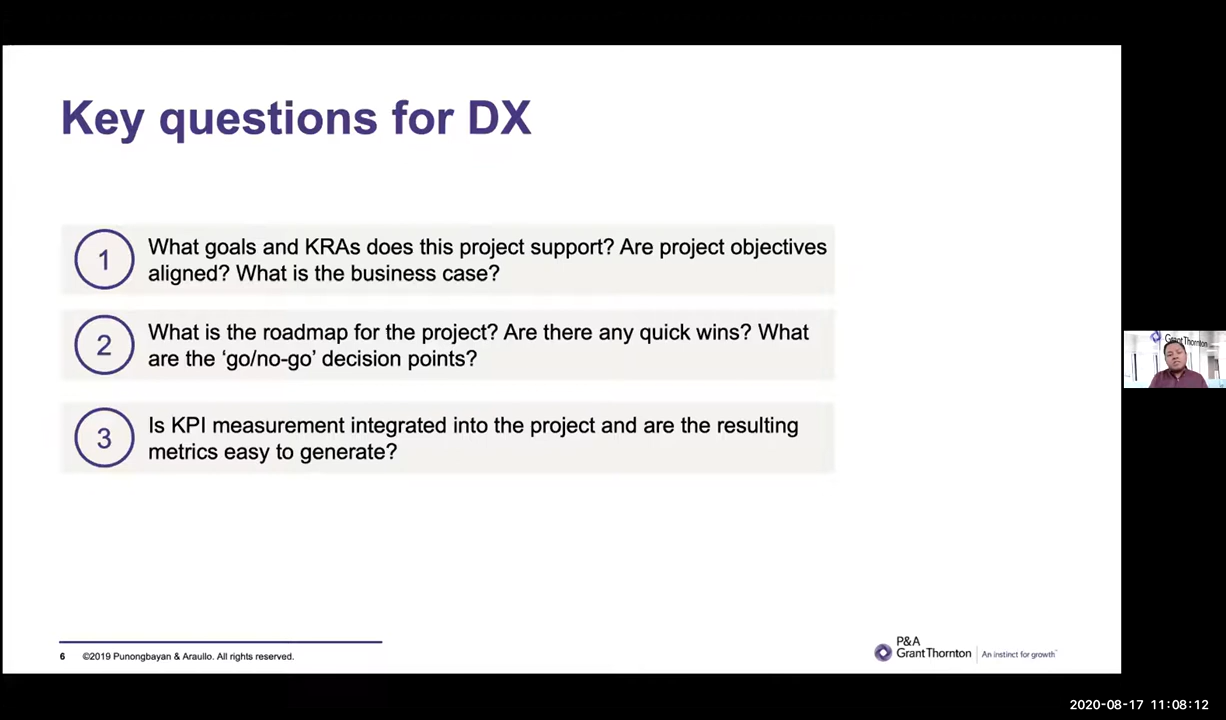 Key questions for DX
1
What goals and KRAs does this project support? Are project objectives
aligned? What is the business case?
2
What is the roadmap for the project? Are there any quick wins? What
are the ‘go/no-go’ decision points?
3
Is KPI measurement integrated into the project and are the resulting
metrics easy to generate?
6 ©2019 Punongbayan & Araullo. All rights reserved.
P&A
Grant Thornton
An instinct for growth
Grant Thornton
2020-08-17 11:08:12